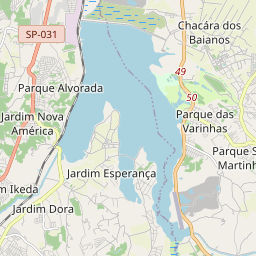 Chacára dos
Baianos
SP-031
49
Parque Alvorada
50
Jardim Nova
América
Parque das
Varinhas
Parque S
Martinh
Jardim Esperança
m Ikeda
Jardim Dora